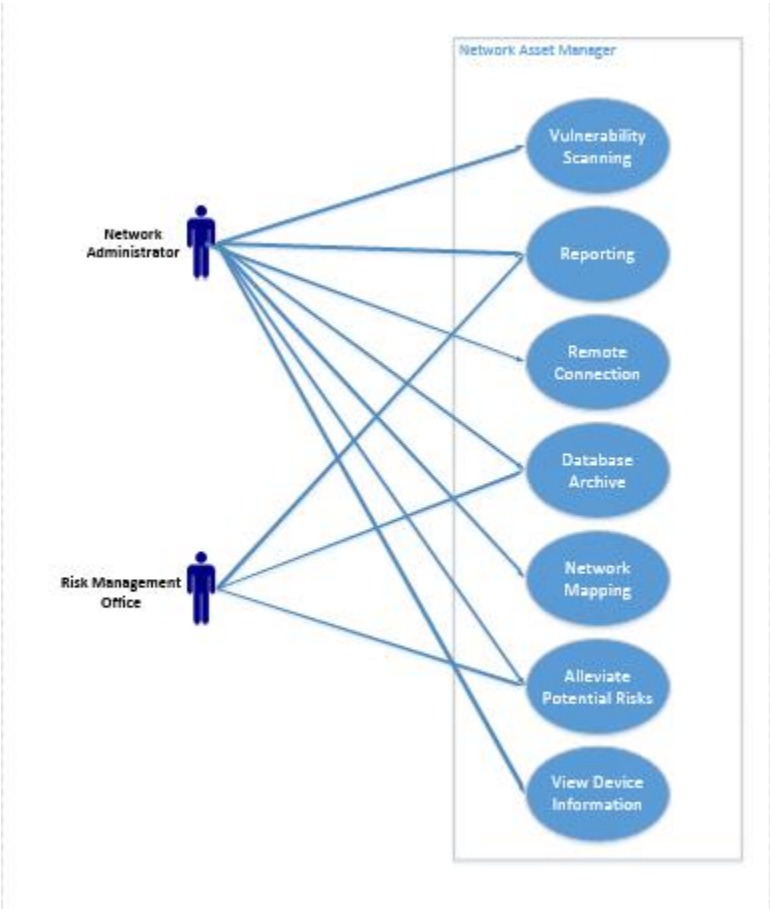 Network Asset Manager
Vulnerability
Scanning
Network
Administrator
Reporting
Remote
Connection
Database
Archive
Risk Management
Office
Network
Mapping
Alleviate
Potential Risks
View Device
Information